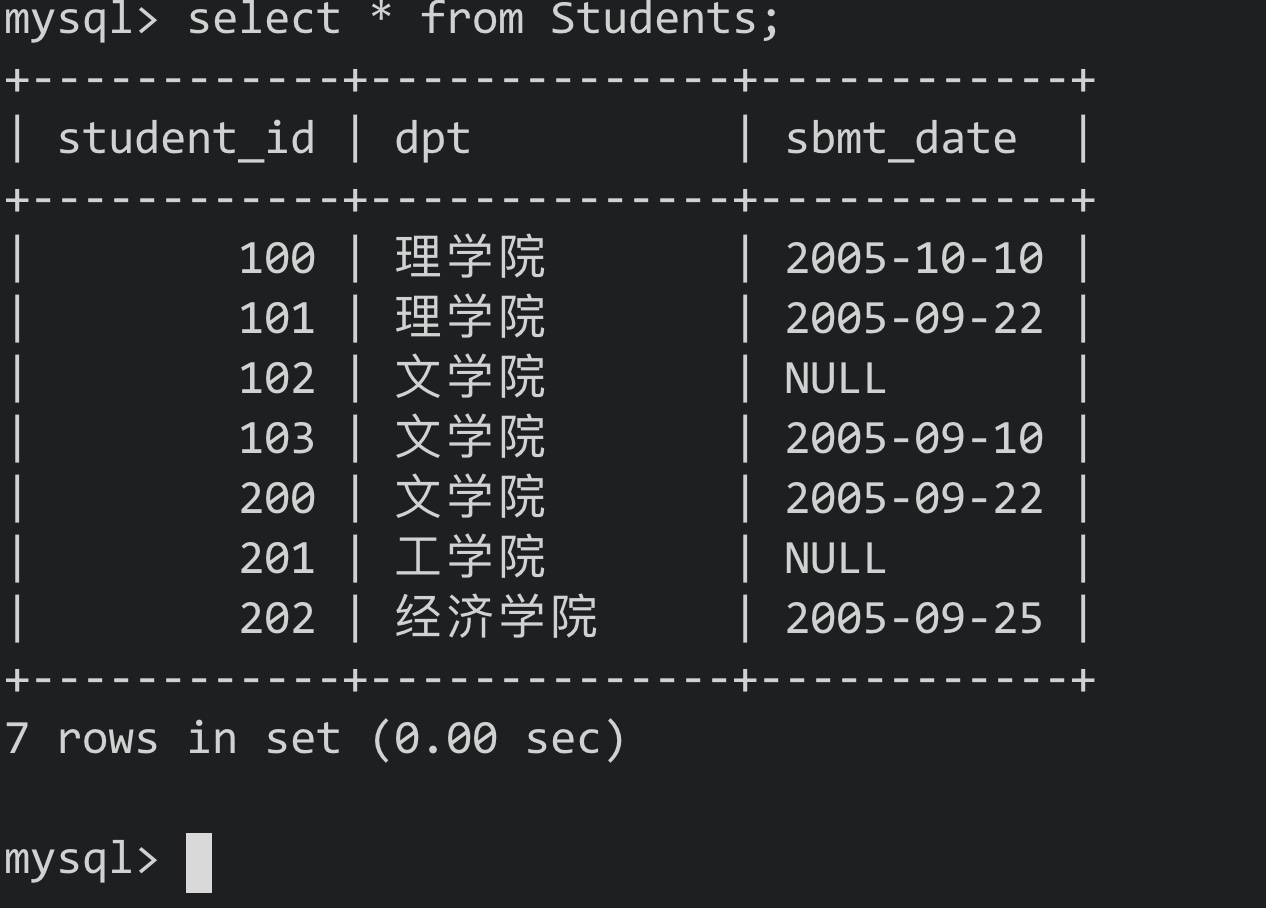 mysql> select * from Students;
+------------+--------------+------------+
| student_id | dpt          | sbmt_date  |
+------------+--------------+------------+
|        100 | 理学院       | 2005-10-10 |
|        101 | 理学院       | 2005-09-22 |
|        102 | 文学院       | NULL       |
|        103 | 文学院       | 2005-09-10 |
|        200 | 文学院       | 2005-09-22 |
|        201 | 工学院       | NULL       |
|        202 | 经济学院     | 2005-09-25 |
+------------+--------------+------------+
7 rows in set (0.00 sec)
mysql>